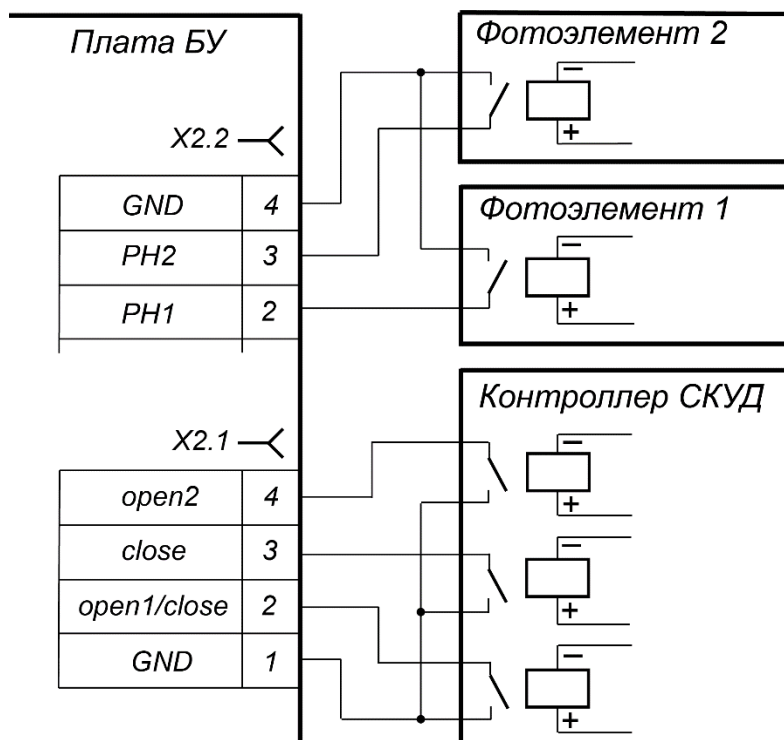 Плата БУ
X2.2
GND 4
PH2 3
PH1 2
X2.1
open2 4
close 3
open1/close 2
GND 1
Фотоэлемент 2
−
+
Фотоэлемент 1
−
+
Контроллер СКУД
−
+
−
+
−
+